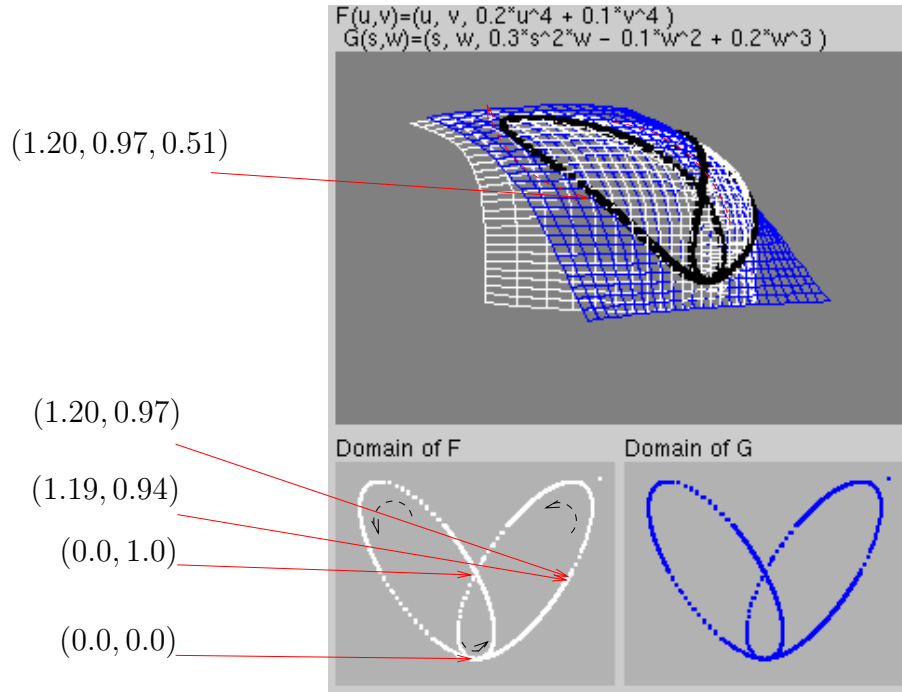 F(u,v)=(u, v, 0.2*u^4 + 0.1*v^4 )
G(s,w)=(s, w, 0.3*s^2*w - 0.1*w^2 + 0.2*w^3 )
(1.20, 0.97, 0.51)
(1.20, 0.97)
Domain of F
Domain of G
(1.19, 0.94)
(0.0, 1.0)
(0.0, 0.0)